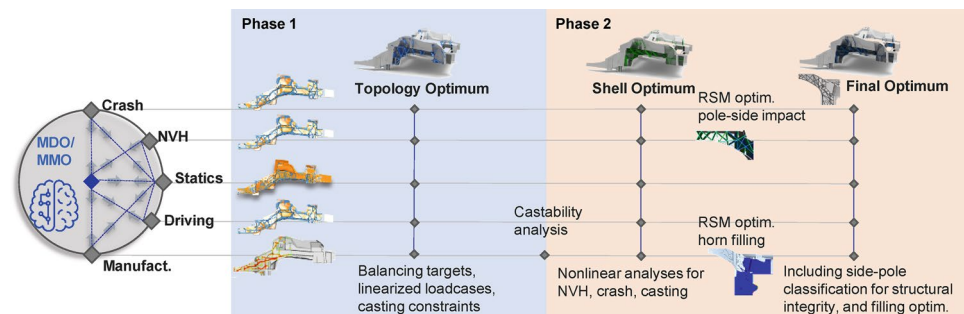 Phase 1
Phase 2
Topology Optimum
Shell Optimum
Final Optimum
Crash
NVH
Statics
Driving
Manufact.
MDO/
MMO
RSM optim.
pole-side impact
Castability
analysis
RSM optim.
horn filling
Balancing targets,
linearized loadcases,
casting constraints
Nonlinear analyses for
NVH, crash, casting
Including side-pole
classification for structural
integrity, and filling optim.